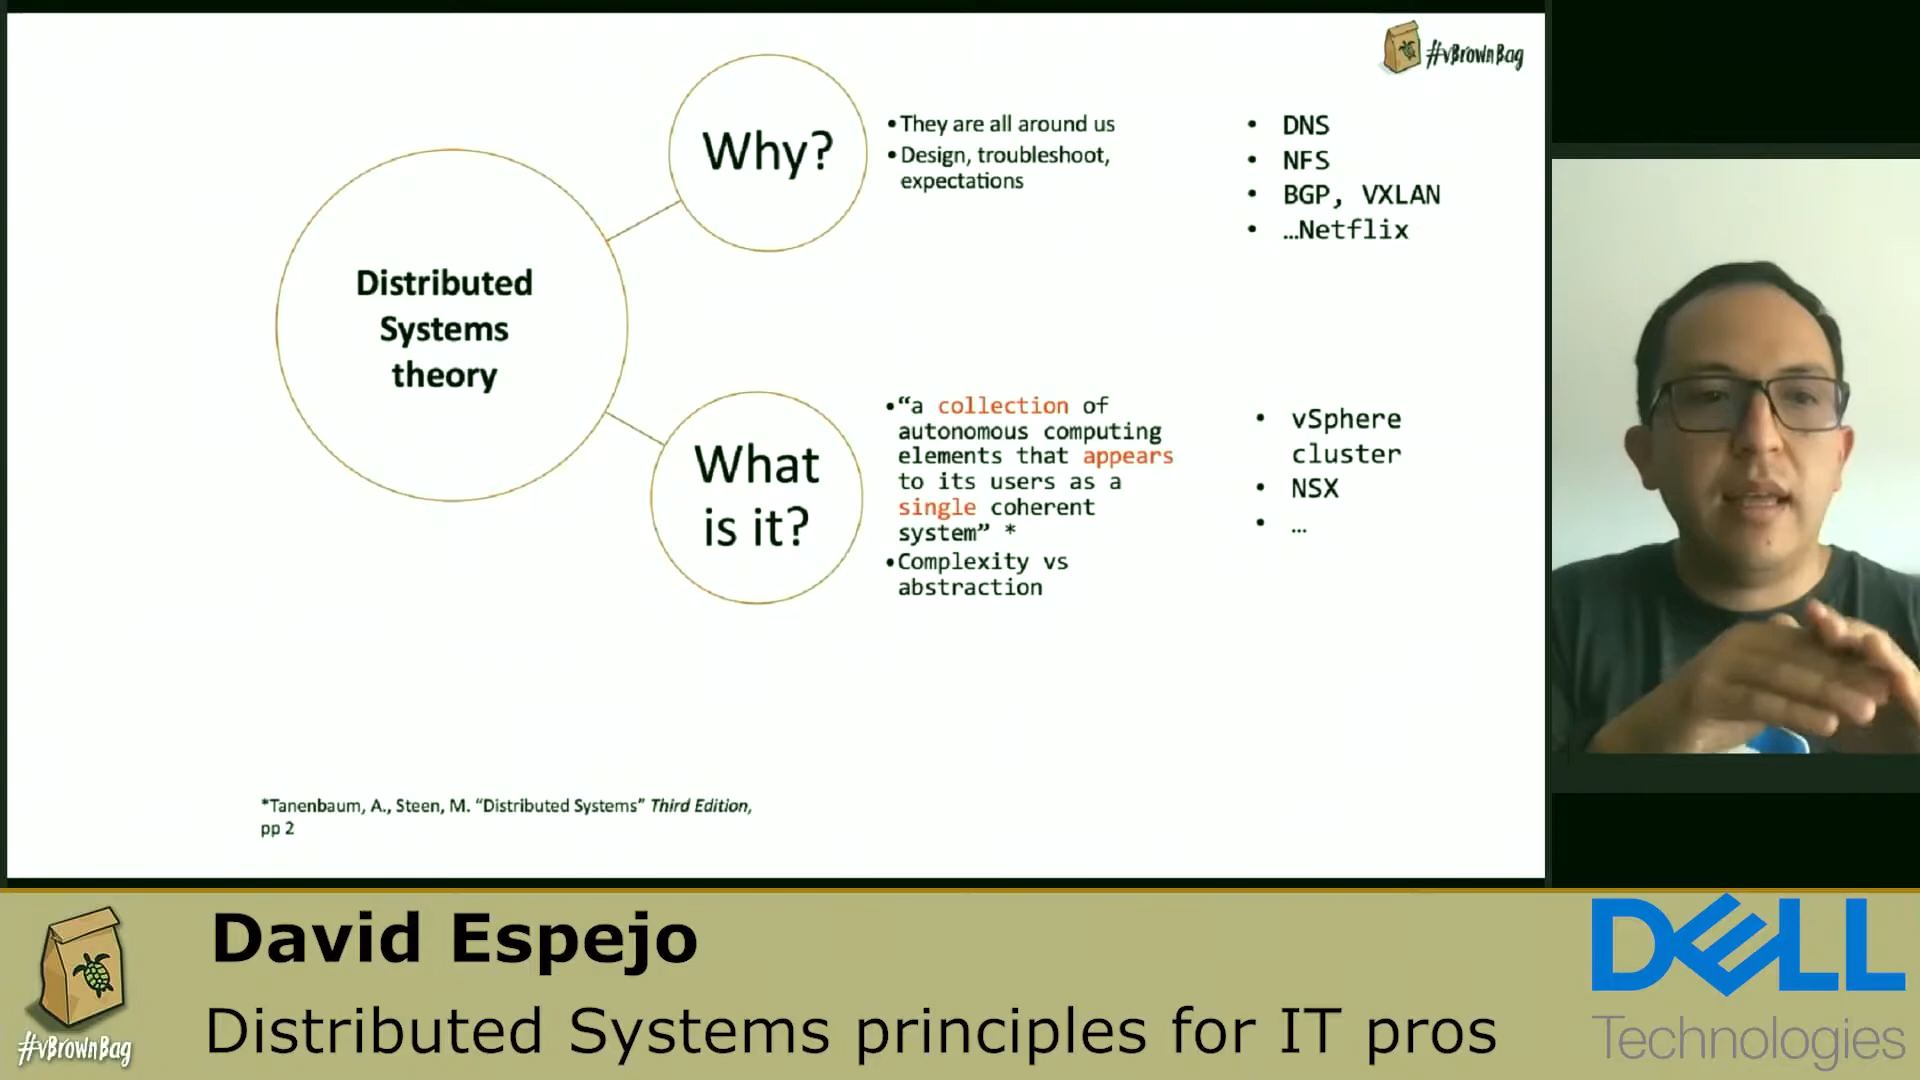 #vBrownBag
Distributed
Systems
theory
Why?
•They are all around us
•Design, troubleshoot,
expectations
• DNS
• NFS
• BGP, VXLAN
• …Netflix
What
is it?
•“a collection of
autonomous computing
elements that appears
to its users as a
single coherent
system” *
•Complexity vs
abstraction
• vSphere
cluster
• NSX
• …
*Tanenbaum, A., Steen, M. “Distributed Systems” Third Edition,
pp 2
#vBrownBag
David Espejo
Distributed Systems principles for IT pros
DELL
Technologies